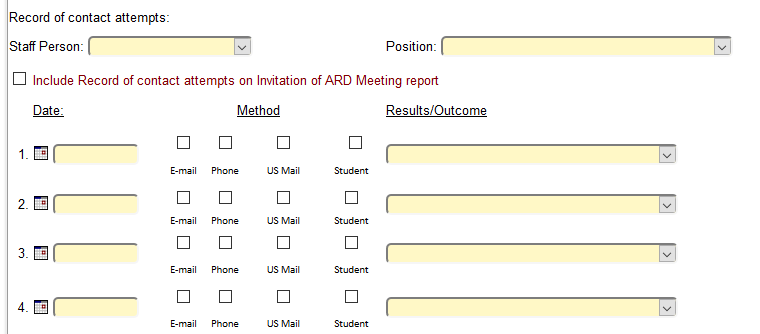 Record of contact attempts:
Staff Person: Position:
Include Record of contact attempts on Invitation of ARD Meeting report
Date: Method Results/Outcome
1.
E-mail Phone US Mail Student
2.
E-mail Phone US Mail Student
3.
E-mail Phone US Mail Student
4.
E-mail Phone US Mail Student